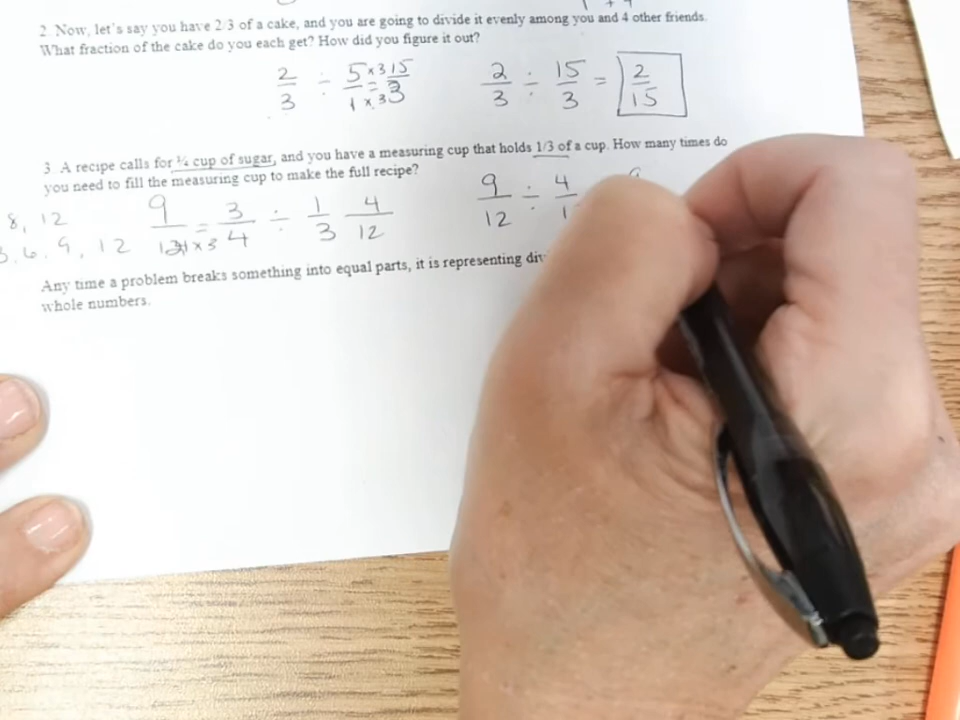 2. Now, let's say you have 2/3 of a cake, and you are going to divide it evenly among you and 4 other friends.
What fraction of the cake do you each get? How did you figure it out?
2/3 ÷ 5/1 ×3/×3 = 15/3
2/3 ÷ 15/3 = 2/15
3 A recipe calls for ¾ cup of sugar, and you have a measuring cup that holds 1/3 of a cup. How many times do
you need to fill the measuring cup to make the full recipe?
8, 12
3, 6, 9, 12
9/12 = 3/4 ÷ 1/3 4/12
×3
9/12 ÷ 4/1
9
Any time a problem breaks something into equal parts, it is representing
whole numbers.